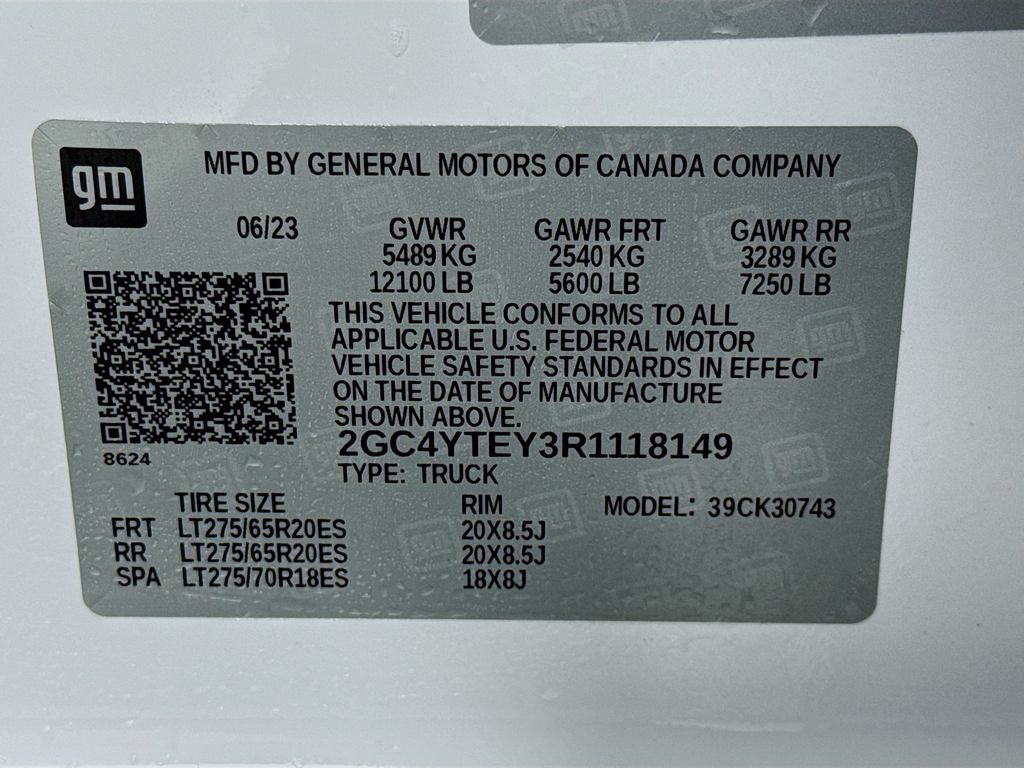 gm
MFD BY GENERAL MOTORS OF CANADA COMPANY
06/23 GVWR GAWR FRT GAWR RR
5489 KG 2540 KG 3289 KG
12100 LB 5600 LB 7250 LB
THIS VEHICLE CONFORMS TO ALL
APPLICABLE U.S. FEDERAL MOTOR
VEHICLE SAFETY STANDARDS IN EFFECT
ON THE DATE OF MANUFACTURE
SHOWN ABOVE.
2GC4YTEY3R1118149
8624
TYPE: TRUCK
TIRE SIZE RIM MODEL: 39CK30743
FRT LT275/65R20ES 20X8.5J
RR LT275/65R20ES 20X8.5J
SPA LT275/70R18ES 18X8J